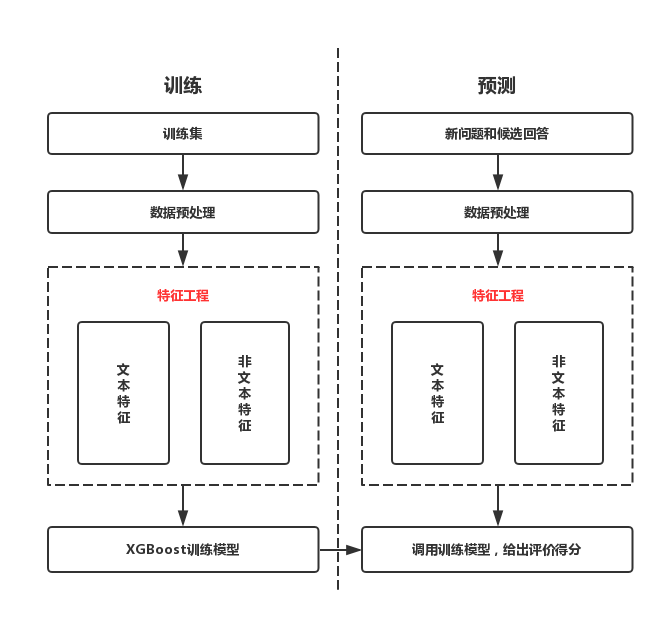 训练
训练集
数据预处理
特征工程
文本特征
非文本特征
XGBoost训练模型
预测
新问题和候选回答
数据预处理
特征工程
文本特征
非文本特征
调用训练模型，给出评价得分